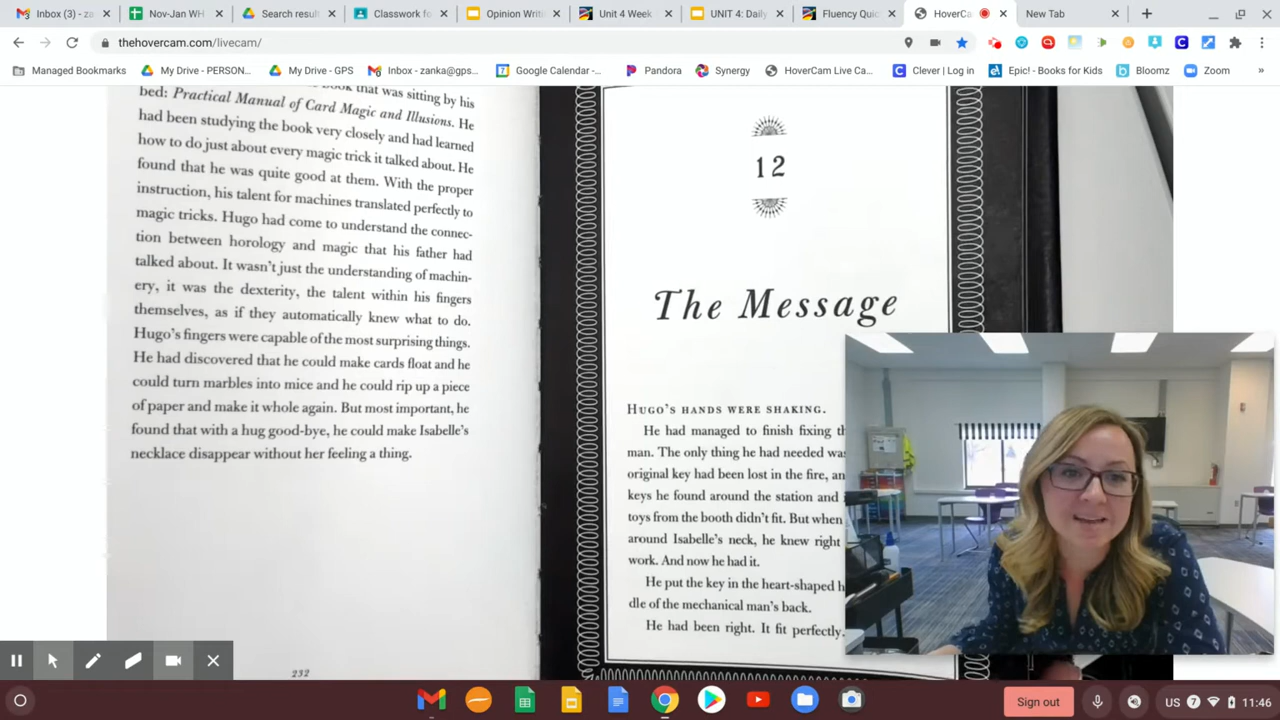 Inbox (3) - za
Nov-Jan WH
Search resul
Classwork fo
Opinion Writi
Unit 4 Week
UNIT 4: Daily
Fluency Quic
HoverCa
New Tab
thehovercam.com/livecam/
Managed Bookmarks
My Drive - PERSON...
My Drive - GPS
Inbox - zanka@gps...
Google Calendar -...
Pandora
Synergy
HoverCam Live Ca...
Clever | Log in
Epic! - Books for Kids
Bloomz
Zoom
»
book that was sitting by his
bed: Practical Manual of Card Magic and Illusions. He
had been studying the book very closely and had learned
how to do just about every magic trick it talked about. He
found that he was quite good at them. With the proper
instruction, his talent for machines translated perfectly to
magic tricks. Hugo had come to understand the connec-
tion between horology and magic that his father had
talked about. It wasn't just the understanding of machin-
ery, it was the dexterity, the talent within his fingers
themselves, as if they automatically knew what to do.
Hugo's fingers were capable of the most surprising things.
He had discovered that he could make cards float and he
could turn marbles into mice and he could rip up a piece
of paper and make it whole again. But most important, he
found that with a hug good-bye, he could make Isabelle's
necklace disappear without her feeling a thing.
232
12
The Message
HUGO'S HANDS WERE SHAKING.
He had managed to finish fixing th
man. The only thing he had needed was
original key had been lost in the fire, an
keys he found around the station and
toys from the booth didn't fit. But when
around Isabelle's neck, he knew right
work. And now he had it.
He put the key in the heart-shaped h
dle of the mechanical man's back.
He had been right. It fit perfectly.
Sign out
US
7
11:46